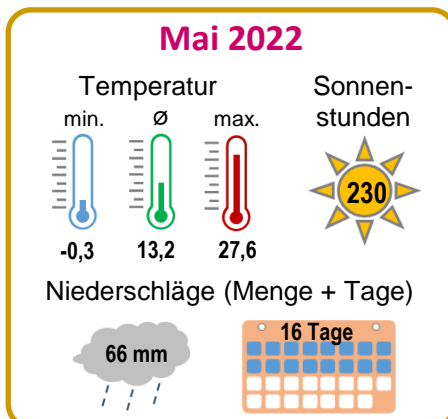 Mai 2022
Temperatur
min. Ø max.
-0,3 13,2 27,6
Sonnen-
stunden
230
Niederschläge (Menge + Tage)
66 mm
16 Tage